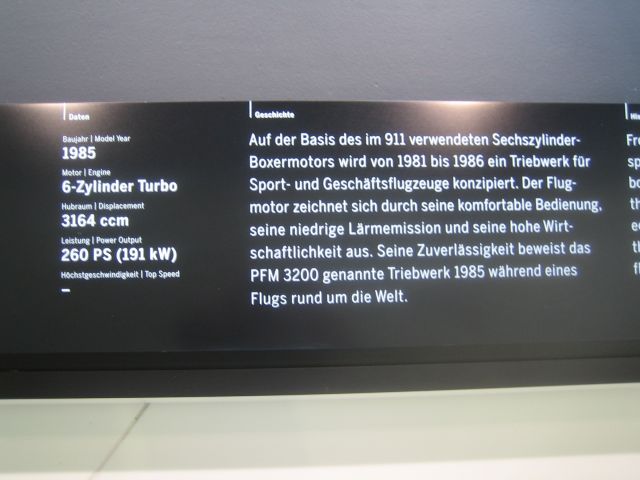 Daten
Baujahr | Model Year
1985
Motor | Engine
6-Zylinder Turbo
Hubraum | Displacement
3164 ccm
Leistung | Power Output
260 PS (191 kW)
Höchstgeschwindigkeit | Top Speed
–
Geschichte
Auf der Basis des im 911 verwendeten Sechszylinder-
Boxermotors wird von 1981 bis 1986 ein Triebwerk für
Sport- und Geschäftsflugzeuge konzipiert. Der Flug-
motor zeichnet sich durch seine komfortable Bedienung,
seine niedrige Lärmemission und seine hohe Wirt-
schaftlichkeit aus. Seine Zuverlässigkeit beweist das
PFM 3200 genannte Triebwerk 1985 während eines
Flugs rund um die Welt.